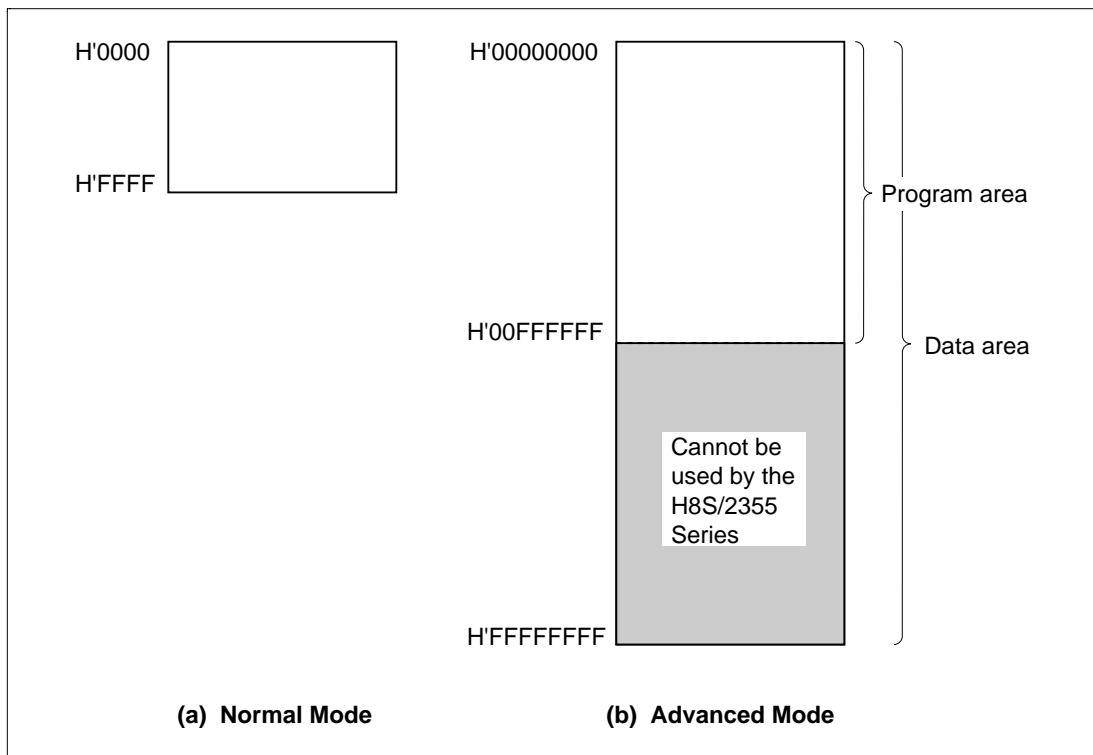 H'0000
H'FFFF
(a) Normal Mode
H'00000000
H'00FFFFFF
H'FFFFFFFF
Cannot be
used by the
H8S/2355
Series
Program area
Data area
(b) Advanced Mode